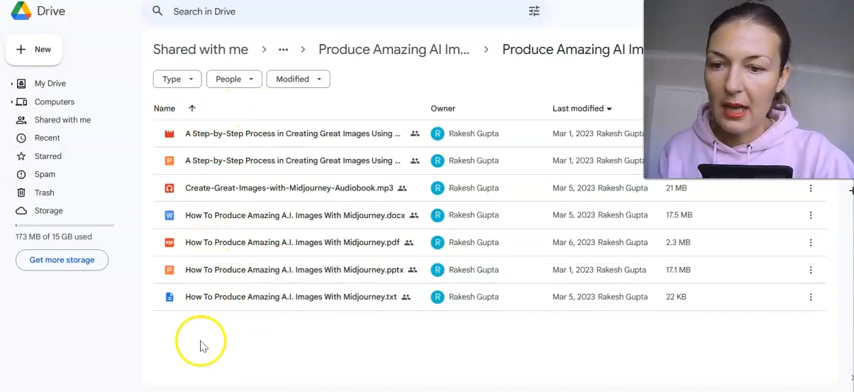 Drive
Search in Drive
New
My Drive
Computers
Shared with me
Recent
Starred
Spam
Trash
Storage
173 MB of 15 GB used
Get more storage
Shared with me > ... > Produce Amazing AI Im... > Produce Amazing AI Im
Type People Modified
Name Owner Last modified
A Step-by-Step Process in Creating Great Images Using ... R Rakesh Gupta Mar 1, 2023 Rakesh Gupta
P A Step-by-Step Process in Creating Great Images Using ... R Rakesh Gupta Mar 1, 2023 Rakesh Gupta
Create-Great-Images-with-Midjourney-Audiobook.mp3 R Rakesh Gupta Mar 5, 2023 Rakesh Gupta 21 MB
W How To Produce Amazing A.I. Images With Midjourney.docx R Rakesh Gupta Mar 5, 2023 Rakesh Gupta 17.5 MB
PDF How To Produce Amazing A.I. Images With Midjourney.pdf R Rakesh Gupta Mar 6, 2023 Rakesh Gupta 2.3 MB
P How To Produce Amazing A.I. Images With Midjourney.pptx R Rakesh Gupta Mar 1, 2023 Rakesh Gupta 17.1 MB
How To Produce Amazing A.I. Images With Midjourney.txt R Rakesh Gupta Mar 5, 2023 Rakesh Gupta 22 KB